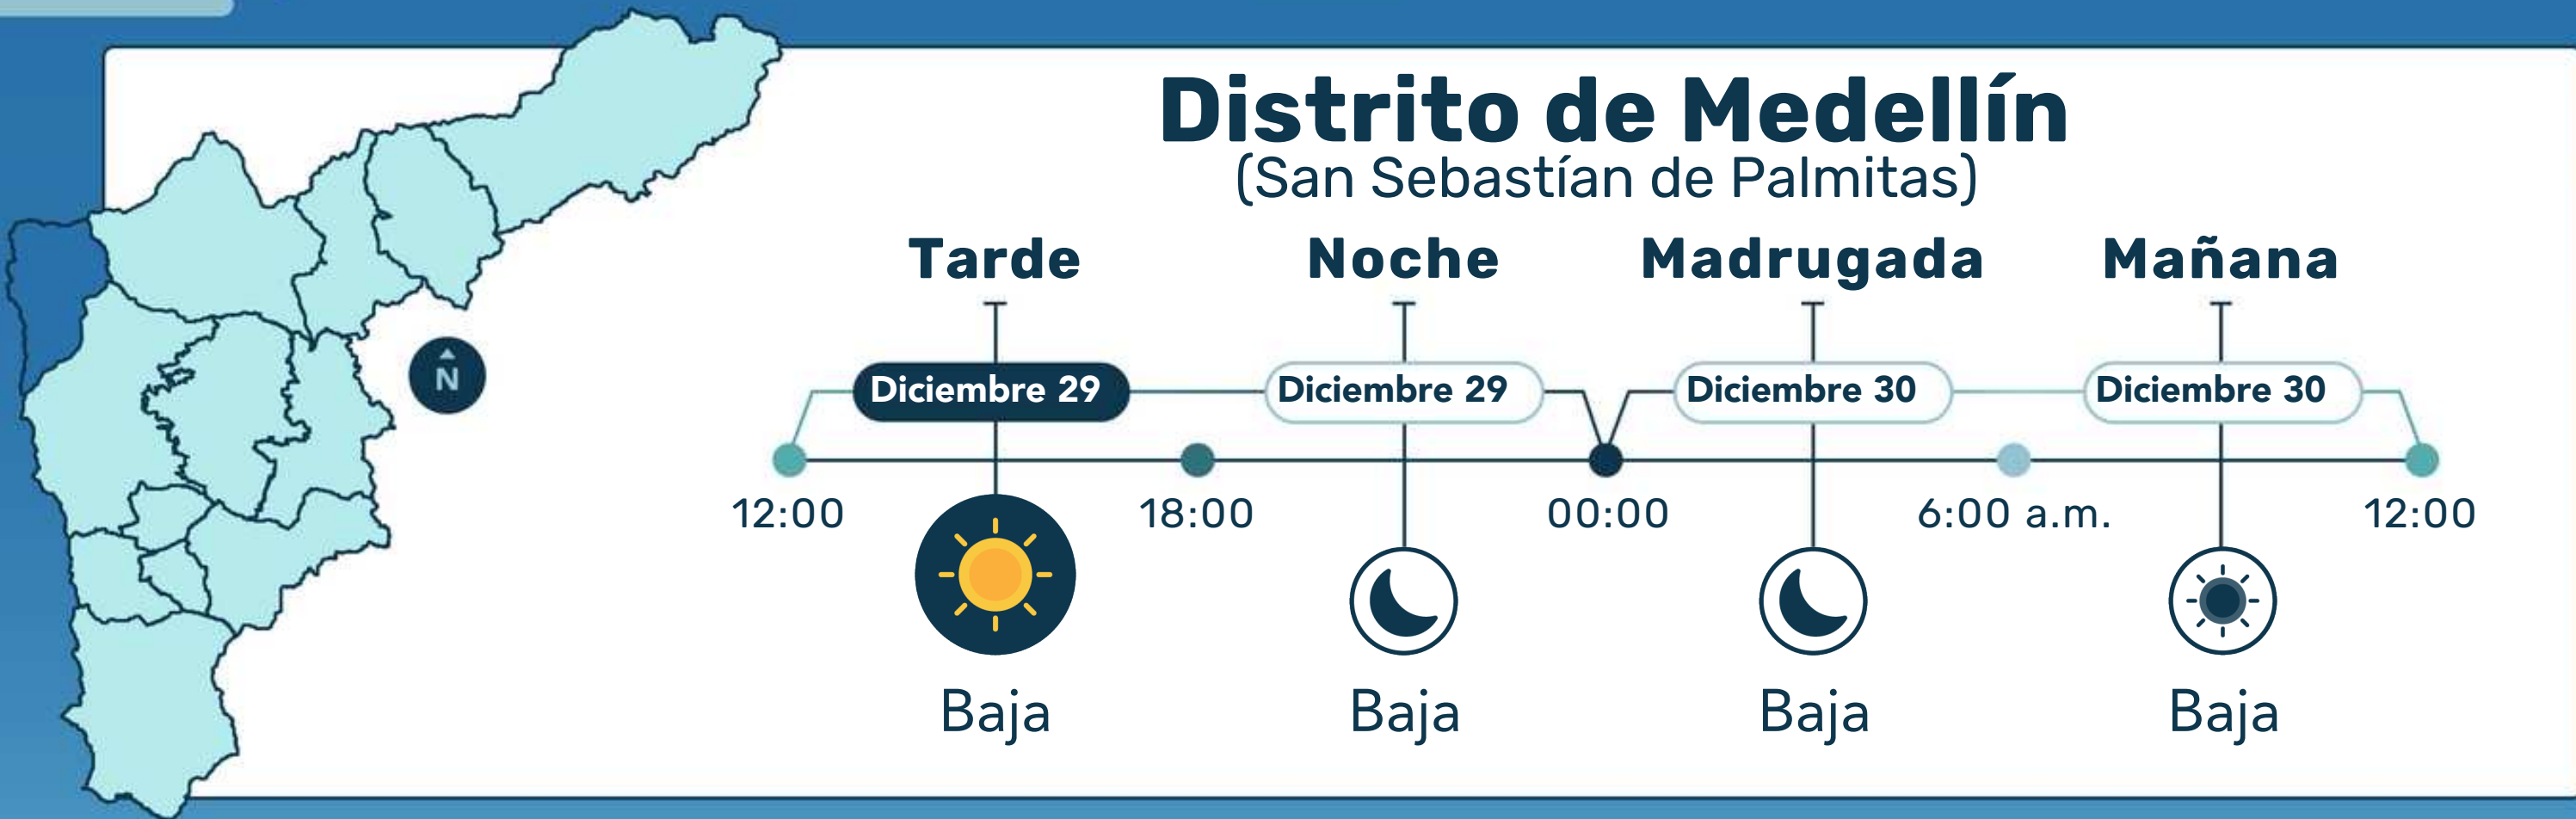 Distrito de Medellín
(San Sebastían de Palmitas)
Tarde Noche Madrugada Mañana
Diciembre 29 Diciembre 29 Diciembre 30 Diciembre 30
N
12:00 18:00 00:00 6:00 a.m. 12:00
Baja Baja Baja Baja